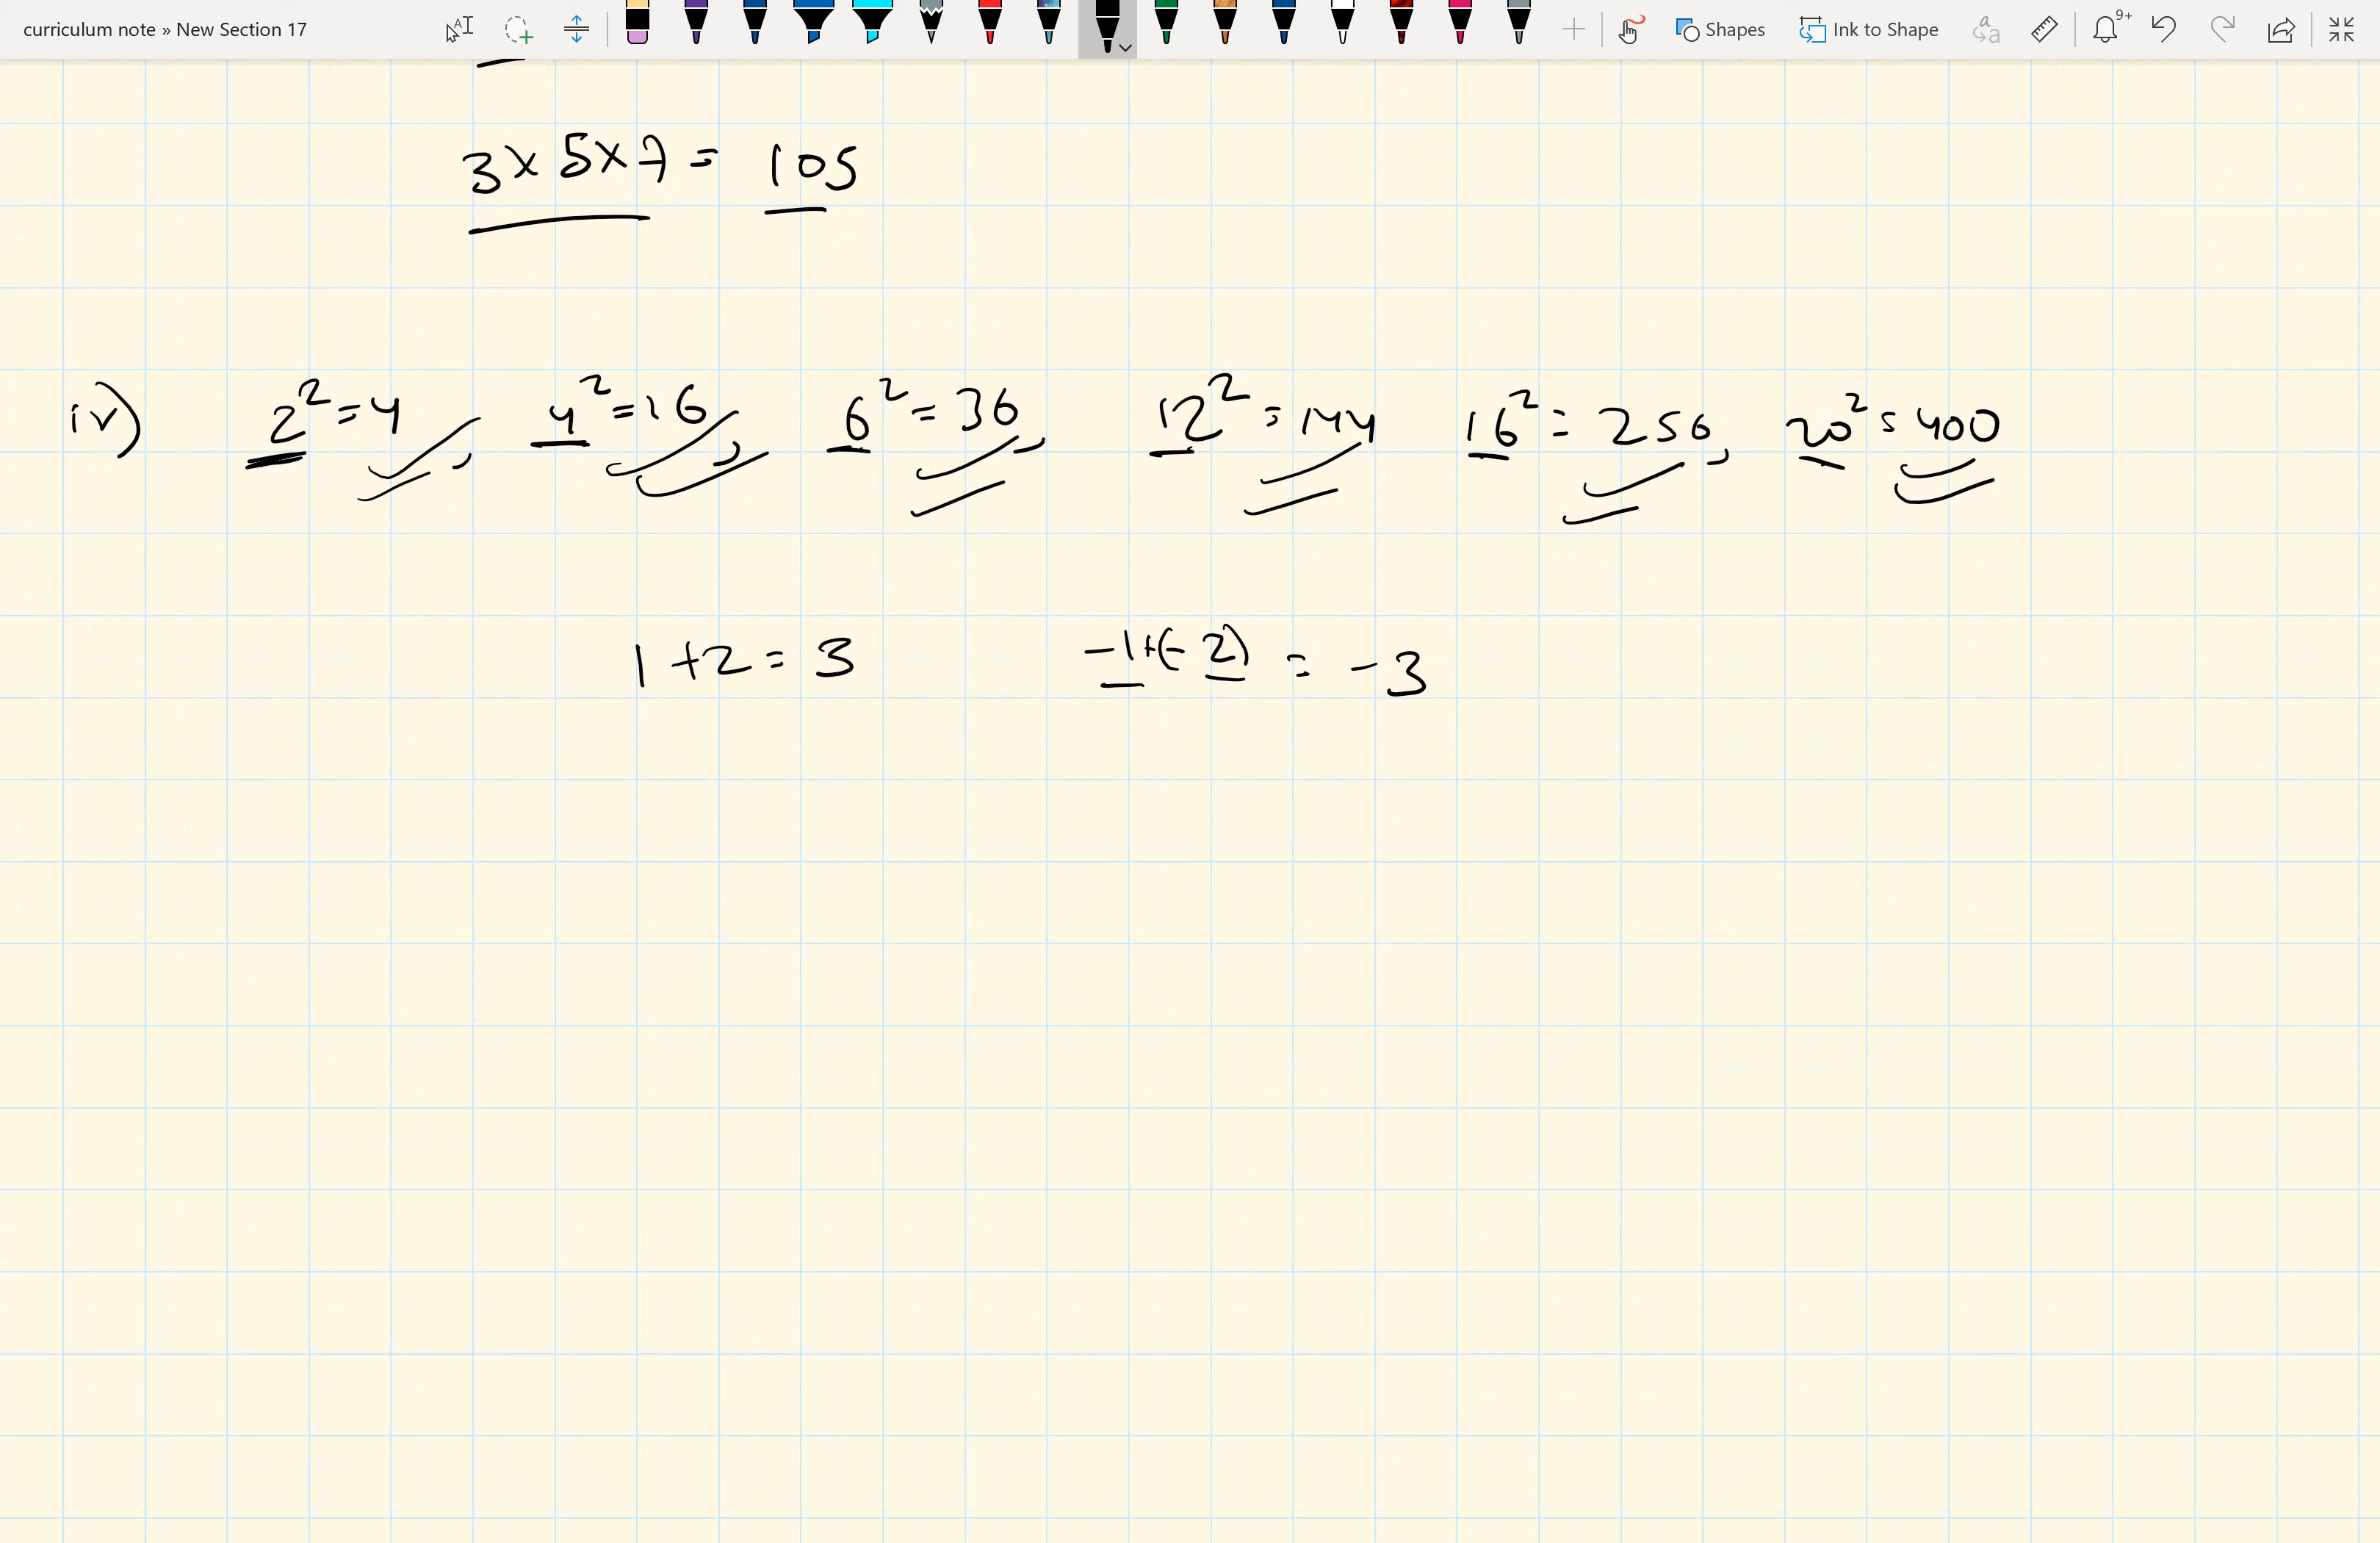 curriculum note » New Section 17
Shapes
Ink to Shape
9+
3 × 5 × 7 = 105
iv) 2² = 4, 4² = 16, 6² = 36, 12² = 144 16² = 256, 20² = 400
1 + 2 = 3 -1 + (-2) = -3